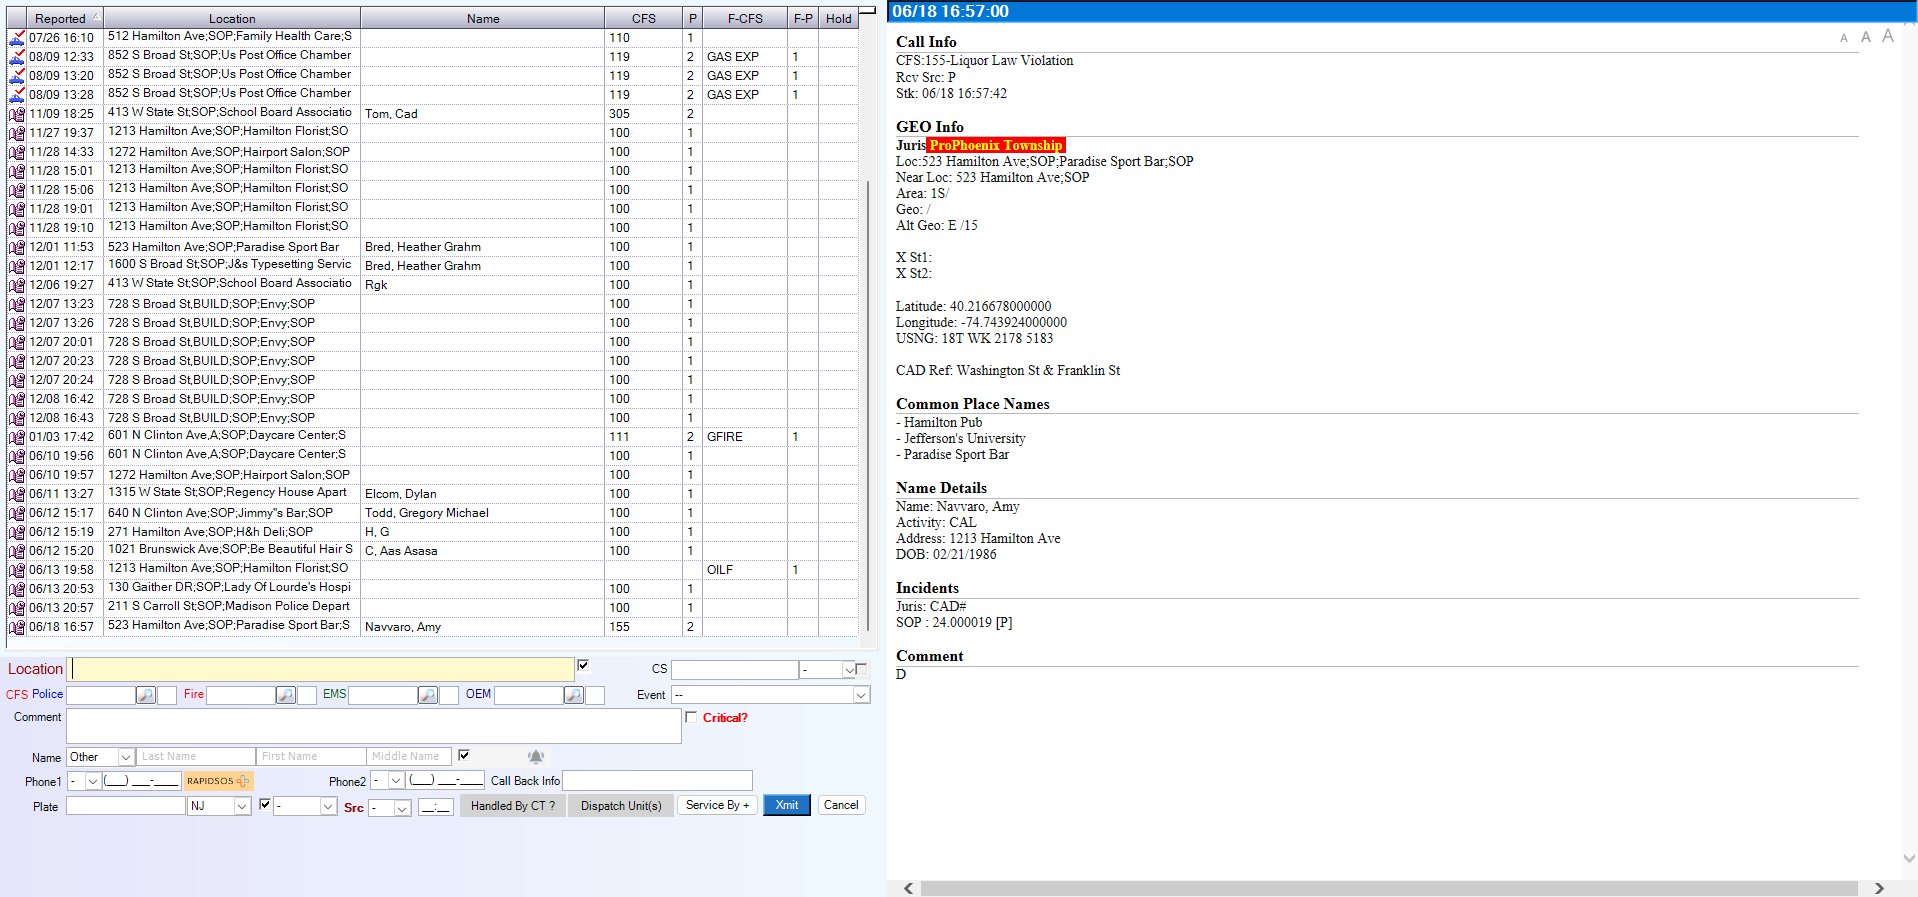 Reported Location Name CFS P F-CFS F-P Hold
07/26 16:10 512 Hamilton Ave;SOP;Family Health Care;S 110 1
08/09 12:33 852 S Broad St;SOP;Us Post Office Chamber 119 2 GAS EXP 1
08/09 13:20 852 S Broad St;SOP;Us Post Office Chamber 119 2 GAS EXP 1
08/09 13:28 852 S Broad St;SOP;Us Post Office Chamber 119 2 GAS EXP 1
11/09 18:25 413 W State St;SOP;School Board Associatio Tom, Cad 305 2
11/27 19:37 1213 Hamilton Ave;SOP;Hamilton Florist;SO 100 1
11/28 14:33 1272 Hamilton Ave;SOP;Hairport Salon;SOP 100 1
11/28 15:01 1213 Hamilton Ave;SOP;Hamilton Florist;SO 100 1
11/28 15:06 1213 Hamilton Ave;SOP;Hamilton Florist;SO 100 1
11/28 19:01 1213 Hamilton Ave;SOP;Hamilton Florist;SO 100 1
11/28 19:10 1213 Hamilton Ave;SOP;Hamilton Florist;SO 100 1
12/01 11:53 523 Hamilton Ave;SOP;Paradise Sport Bar Bred, Heather Grahm 100 1
12/01 12:17 1600 S Broad St;SOP;J&s Typesetting Servic Bred, Heather Grahm 100 1
12/06 19:27 413 W State St;SOP;School Board Associatio Rgk 100 1
12/07 13:23 728 S Broad St,BUILD;SOP;Envy;SOP 100 1
12/07 13:26 728 S Broad St,BUILD;SOP;Envy;SOP 100 1
12/07 20:01 728 S Broad St,BUILD;SOP;Envy;SOP 100 1
12/07 20:23 728 S Broad St,BUILD;SOP;Envy;SOP 100 1
12/07 20:24 728 S Broad St,BUILD;SOP;Envy;SOP 100 1
12/08 16:42 728 S Broad St,BUILD;SOP;Envy;SOP 100 1
12/08 16:43 728 S Broad St,BUILD;SOP;Envy;SOP 100 1
01/03 17:42 601 N Clinton Ave,A;SOP;Daycare Center;S 111 2 GFIRE 1
06/10 19:56 601 N Clinton Ave,A;SOP;Daycare Center;S 100 1
06/10 19:57 1272 Hamilton Ave;SOP;Hairport Salon;SOP 100 1
06/11 13:27 1315 W State St;SOP;Regency House Apart Elcom, Dylan 100 1
06/12 15:17 640 N Clinton Ave;SOP;Jimmy"s Bar;SOP Todd, Gregory Michael 100 1
06/12 15:19 271 Hamilton Ave;SOP;H&h Deli;SOP H, G 100 1
06/12 15:20 1021 Brunswick Ave;SOP;Be Beautiful Hair S C, Aas Asasa 100 1
06/13 19:58 1213 Hamilton Ave;SOP;Hamilton Florist;SO OILF 1
06/13 20:53 130 Gaither DR;SOP;Lady Of Lourde's Hospi 100 1
06/13 20:57 211 S Carroll St;SOP;Madison Police Depart 100 1
06/18 16:57 523 Hamilton Ave;SOP;Paradise Sport Bar;S Navvaro, Amy 155 2
Location CS -
CFS Police Fire EMS OEM Event --
Comment Critical?
Name Other Last Name First Name Middle Name
Phone1 - (___) ___-____ RAPIDSOS Phone2 - (___) ___-____ Call Back Info
Plate NJ - Src - __:__ Handled By CT ? Dispatch Unit(s) Service By + Xmit Cancel
06/18 16:57:00
A A A
Call Info
CFS:155-Liquor Law Violation
Rcv Src: P
Stk: 06/18 16:57:42
GEO Info
Juris ProPhoenix Township
Loc:523 Hamilton Ave;SOP;Paradise Sport Bar;SOP
Near Loc: 523 Hamilton Ave;SOP
Area: 1S/
Geo: /
Alt Geo: E /15
X St1:
X St2:
Latitude: 40.216678000000
Longitude: -74.743924000000
USNG: 18T WK 2178 5183
CAD Ref: Washington St & Franklin St
Common Place Names
- Hamilton Pub
- Jefferson's University
- Paradise Sport Bar
Name Details
Name: Navvaro, Amy
Activity: CAL
Address: 1213 Hamilton Ave
DOB: 02/21/1986
Incidents
Juris: CAD#
SOP : 24.000019 [P]
Comment
D